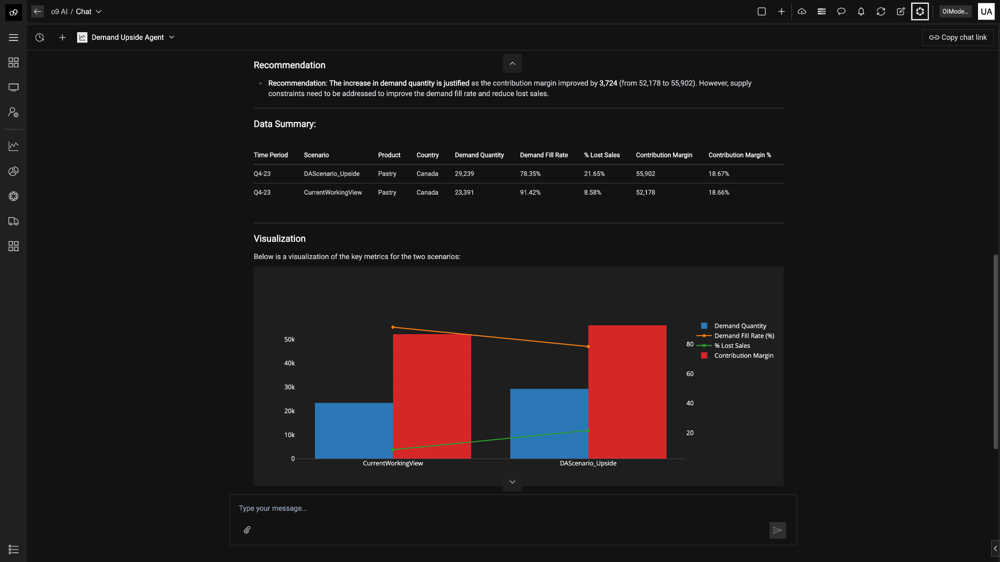 o9
o9 AI / Chat
OIMode...
UA
Demand Upside Agent
Copy chat link
Recommendation
Recommendation: The increase in demand quantity is justified as the contribution margin improved by 3,724 (from 52,178 to 55,902). However, supply
constraints need to be addressed to improve the demand fill rate and reduce lost sales.
Data Summary:
Time Period Scenario Product Country Demand Quantity Demand Fill Rate % Lost Sales Contribution Margin Contribution Margin %
Q4-23 DAScenario_Upside Pastry Canada 29,239 78.35% 21.65% 55,902 18.67%
Q4-23 CurrentWorkingView Pastry Canada 23,391 91.42% 8.58% 52,178 18.66%
Visualization
Below is a visualization of the key metrics for the two scenarios:
Demand Quantity
Demand Fill Rate (%)
% Lost Sales
Contribution Margin
50k
40k
30k
20k
10k
0
80
60
40
20
CurrentWorkingView
DAScenario_Upside
Type your message...